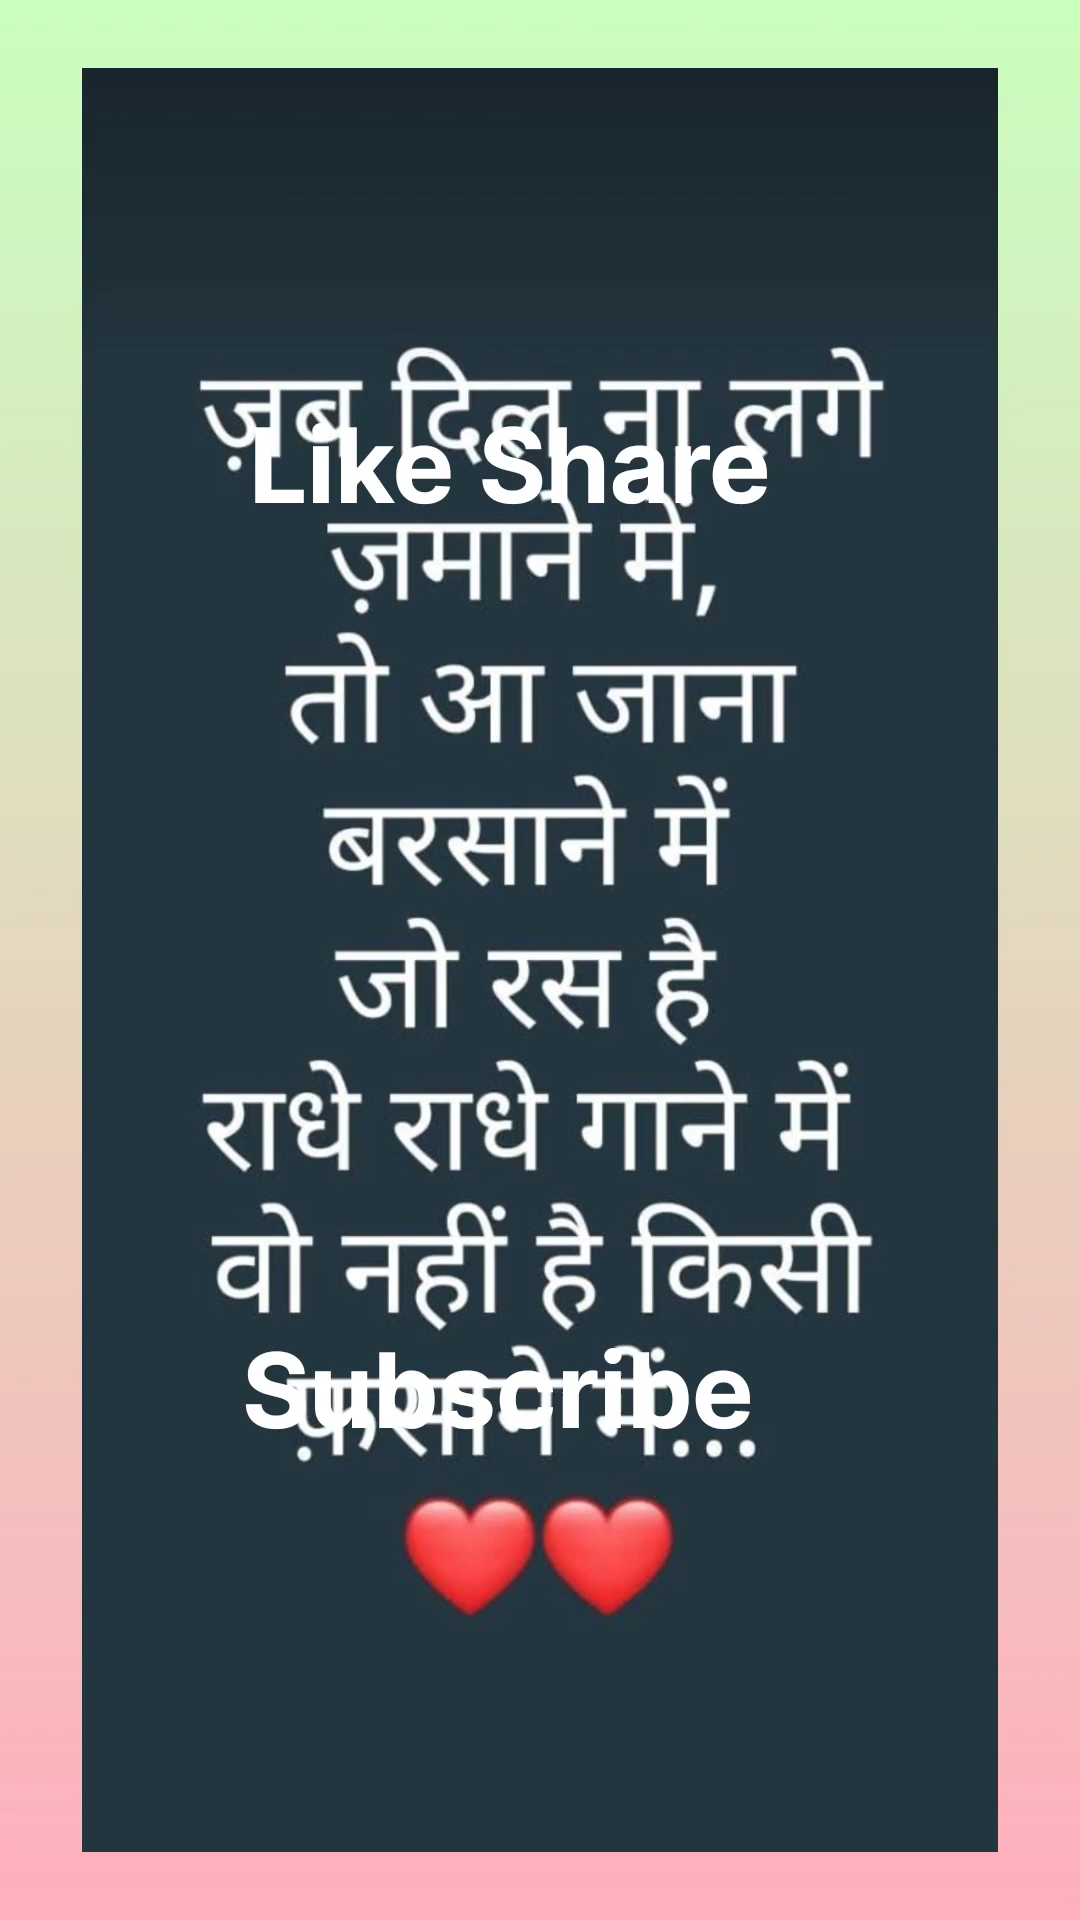 ज़ब दिल ना लगे
Like Share
ज़माने में,
तो आ जाना
बरसाने में
जो रस है
राधे राधे गाने में
वो नहीं है किसी
Subscribe
फ़साने में...